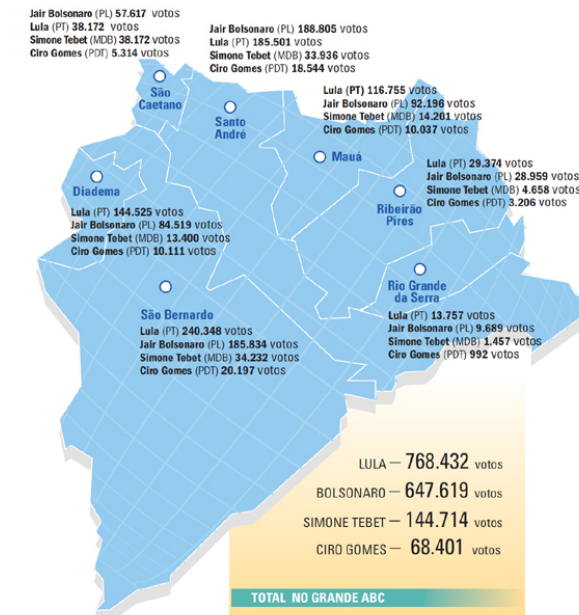 Jair Bolsonaro (PL) 57.617 votos
Lula (PT) 38.172 votos
Simone Tebet (MDB) 38.172 votos
Ciro Gomes (PDT) 5.314 votos
São
Caetano
Jair Bolsonaro (PL) 188.805 votos
Lula (PT) 185.501 votos
Simone Tebet (MDB) 33.936 votos
Ciro Gomes (PDT) 18.544 votos
Santo
André
Lula (PT) 116.755 votos
Jair Bolsonaro (PL) 92.196 votos
Simone Tebet (MDB) 14.201 votos
Ciro Gomes (PDT) 10.037 votos
Mauá
Lula (PT) 29.374 votos
Jair Bolsonaro (PL) 28.959 votos
Simone Tebet (MDB) 4.658 votos
Ciro Gomes (PDT) 3.206 votos
Ribeirão
Pires
Diadema
Lula (PT) 144.525 votos
Jair Bolsonaro (PL) 84.519 votos
Simone Tebet (MDB) 13.400 votos
Ciro Gomes (PDT) 10.111 votos
Rio Grande
da Serra
Lula (PT) 13.757 votos
Jair Bolsonaro (PL) 9.689 votos
Simone Tebet (MDB) 1.457 votos
Ciro Gomes (PDT) 992 votos
São Bernardo
Lula (PT) 240.348 votos
Jair Bolsonaro (PL) 185.834 votos
Simone Tebet (MDB) 34.232 votos
Ciro Gomes (PDT) 20.197 votos
LULA — 768.432 votos
BOLSONARO — 647.619 votos
SIMONE TEBET — 144.714 votos
CIRO GOMES — 68.401 votos
TOTAL NO GRANDE ABC